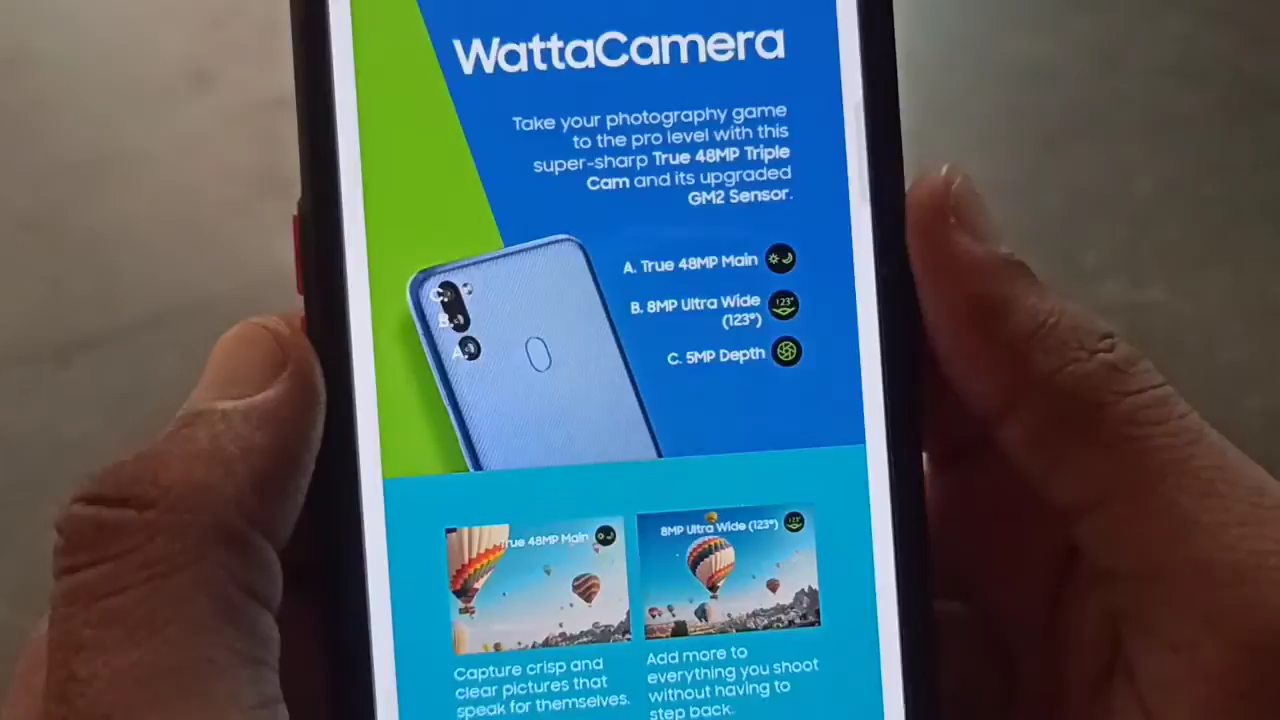 WattaCamera
Take your photography game
to the pro level with this
super-sharp True 48MP Triple
Cam and its upgraded
GM2 Sensor.
A. True 48MP Main
B. 8MP Ultra Wide
123°
(123°)
C. 5MP Depth
C.
B.
A.
True 48MP Main
8MP Ultra Wide (123°)
123°
Capture crisp and
clear pictures that
speak for themselves.
Add more to
everything you shoot
without having to
step back.